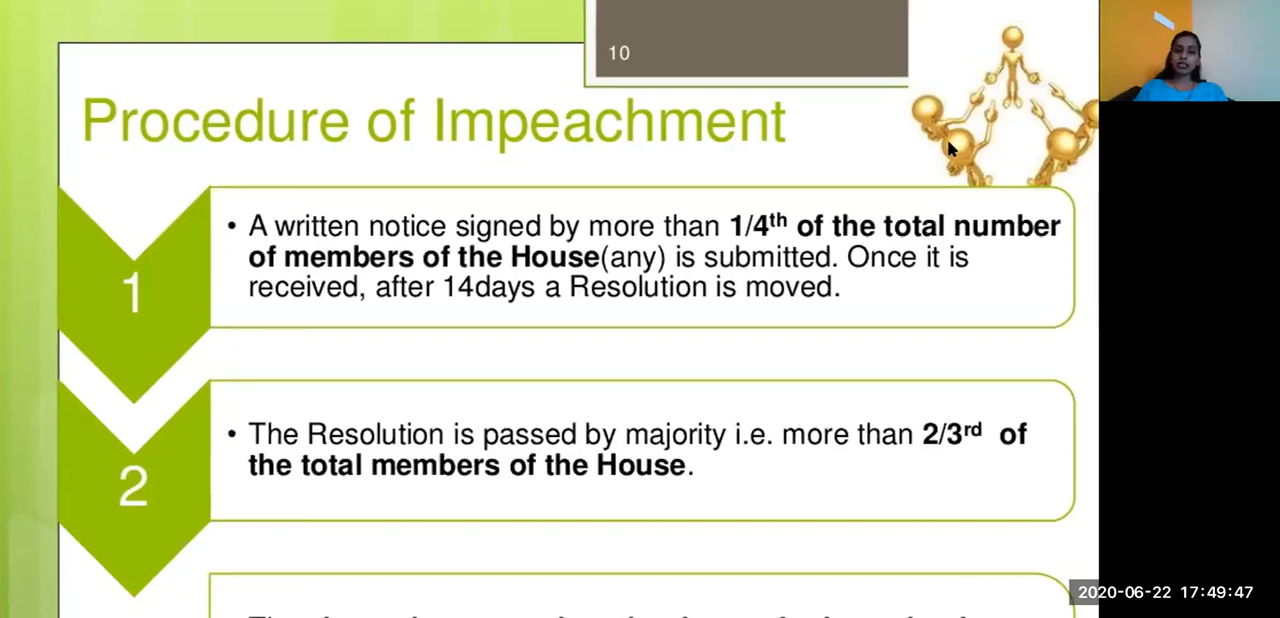 10
Procedure of Impeachment
1
• A written notice signed by more than 1/4th of the total number
of members of the House(any) is submitted. Once it is
received, after 14days a Resolution is moved.
2
• The Resolution is passed by majority i.e. more than 2/3rd of
the total members of the House.
2020-06-22 17:49:47